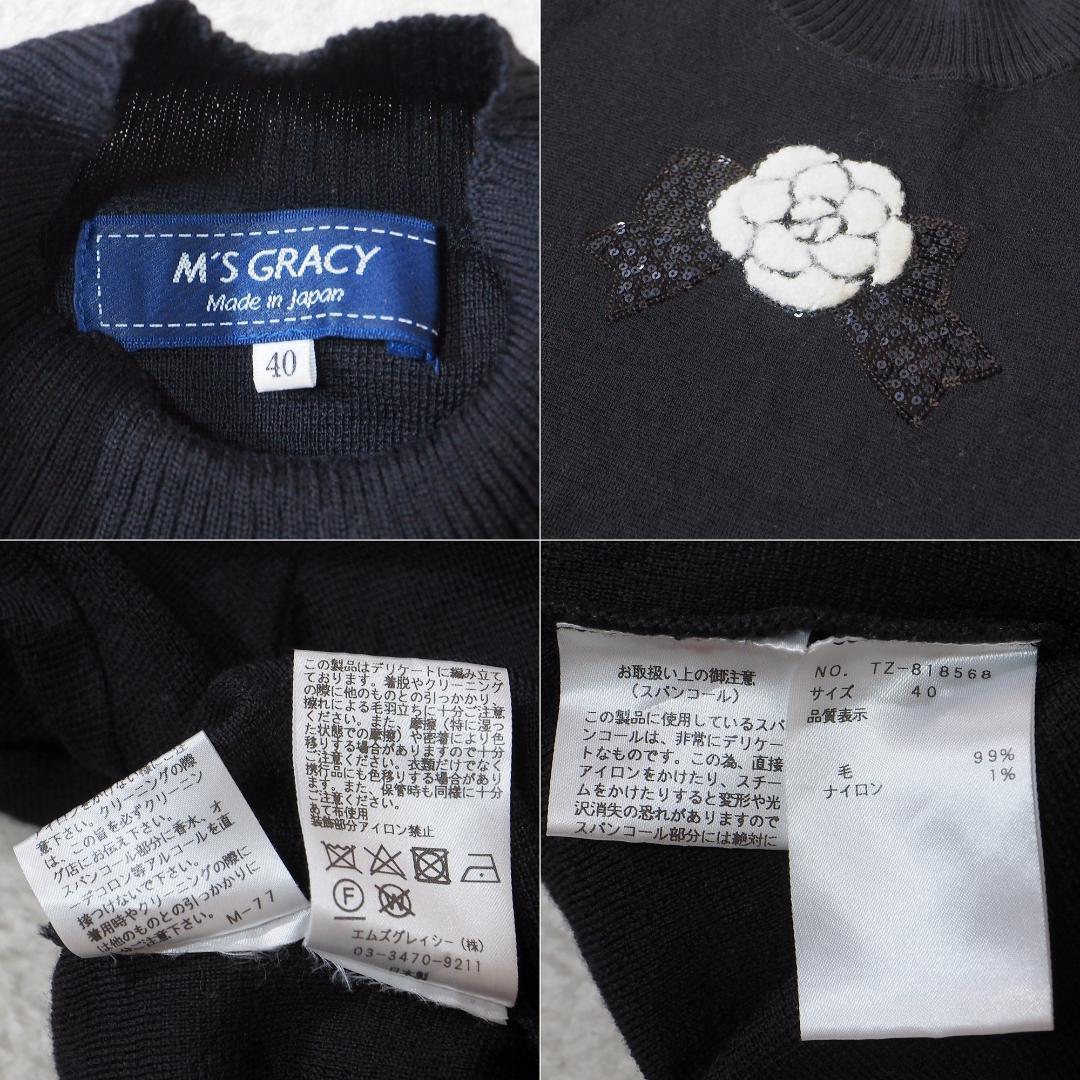 M'S GRACY
Made in Japan
40
意下さい。クリーニングの際
は、この旨を必ずクリーニン
グ店にお伝え下さい。
スパンコール部分に香水、オ
ーデコロン等アルコールを直
接つけないで下さい。
着用時やクリーニングの際に
は他のものとの引っかかりに
ご注意下さい。 M-77
この製品はデリケートに編み立て
ております。着脱やクリーニング
の際に他のものとの引っかかり、
擦れによる毛羽立ちに十分ご注意
ください。また、摩擦（特に湿っ
た状態での摩擦）や密着により色
移りする場合がありますので十分
ご注意ください。衣類だけでなく
携行品にも色移りする場合があり
ます。また、保管時も同様に十分
ご注意ください。
あて布使用
装飾部分アイロン禁止
F
W
エムズグレイシー（株）
03-3470-9211
日本製
お取扱い上の御注意
（スパンコール）
この製品に使用しているスパ
ンコールは、非常にデリケー
トなものです。この為、直接
アイロンをかけたり、スチー
ムをかけたりすると変形や光
沢消失の恐れがありますので
スパンコール部分には絶対に
NO. TZ-818568
サイズ 40
品質表示
毛 99%
ナイロン 1%